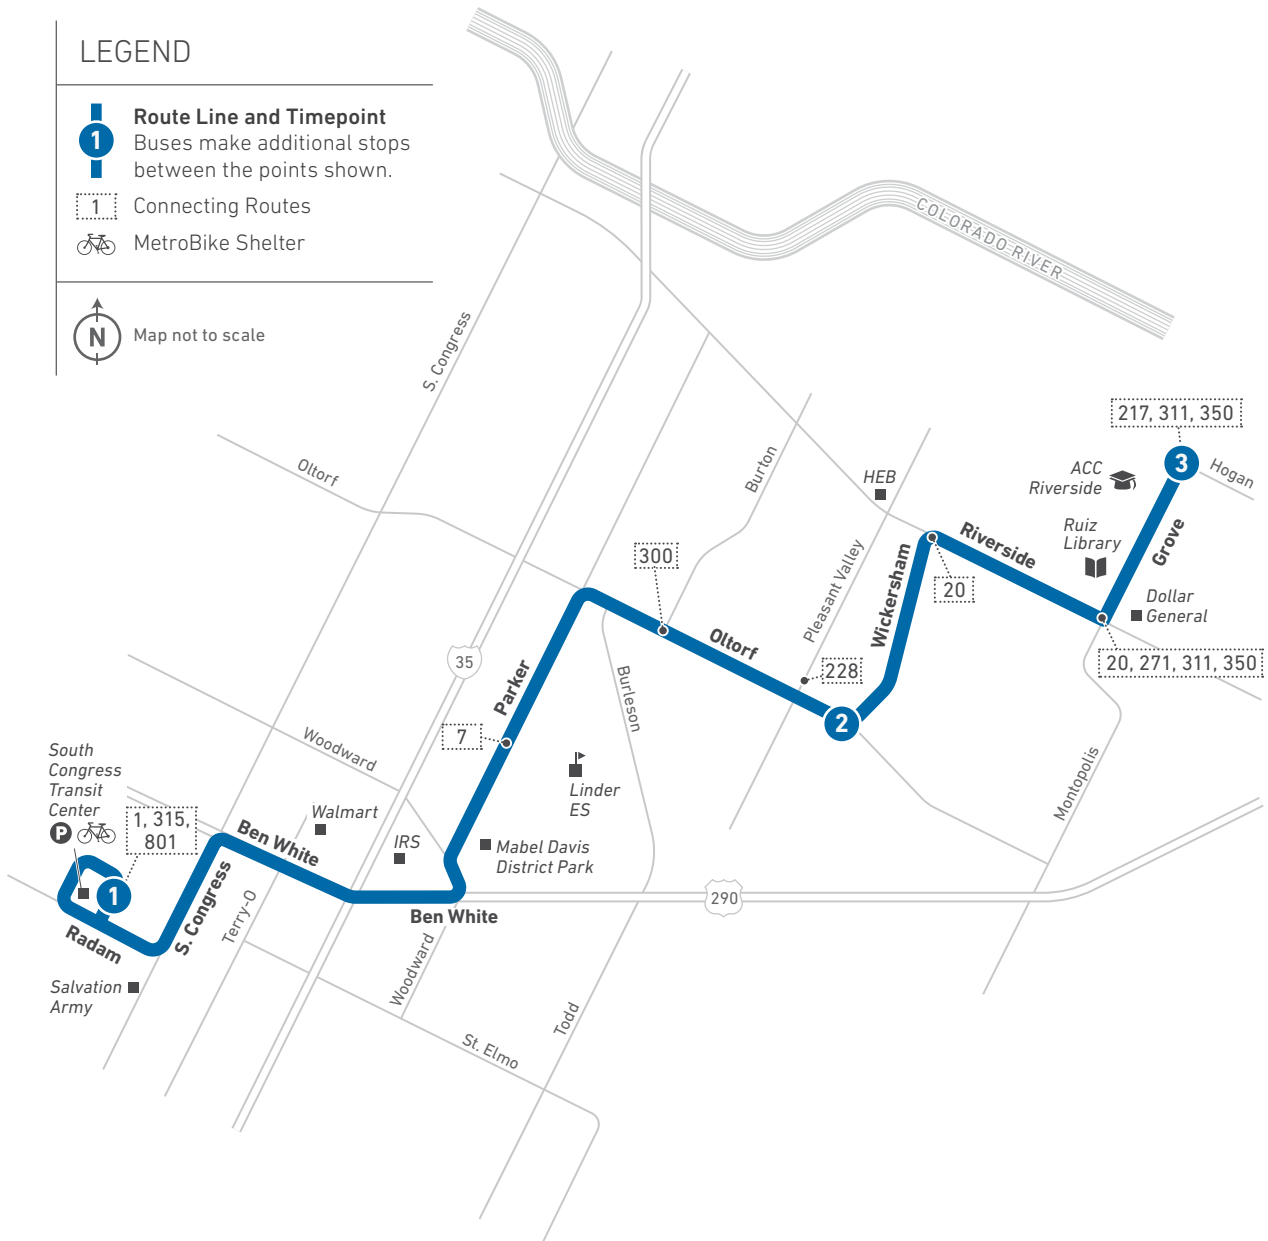 LEGEND
1
Route Line and Timepoint
Buses make additional stops
between the points shown.
1
Connecting Routes
MetroBike Shelter
N
Map not to scale
COLORADO RIVER
S. Congress
217, 311, 350
3
Hogan
ACC
Riverside
Oltorf
Burton
HEB
Ruiz
Library
Grove
Riverside
300
Pleasant Valley
Wickersham
20
Dollar
General
Oltorf
20, 271, 311, 350
35
Parker
Burleson
228
2
7
Woodward
South
Congress
Transit
Center
P
Linder
ES
Montopolis
1, 315,
801
Walmart
Ben White
IRS
Mabel Davis
District Park
1
290
S. Congress
Terry-O
Ben White
Radam
Woodward
Salvation
Army
Todd
St. Elmo